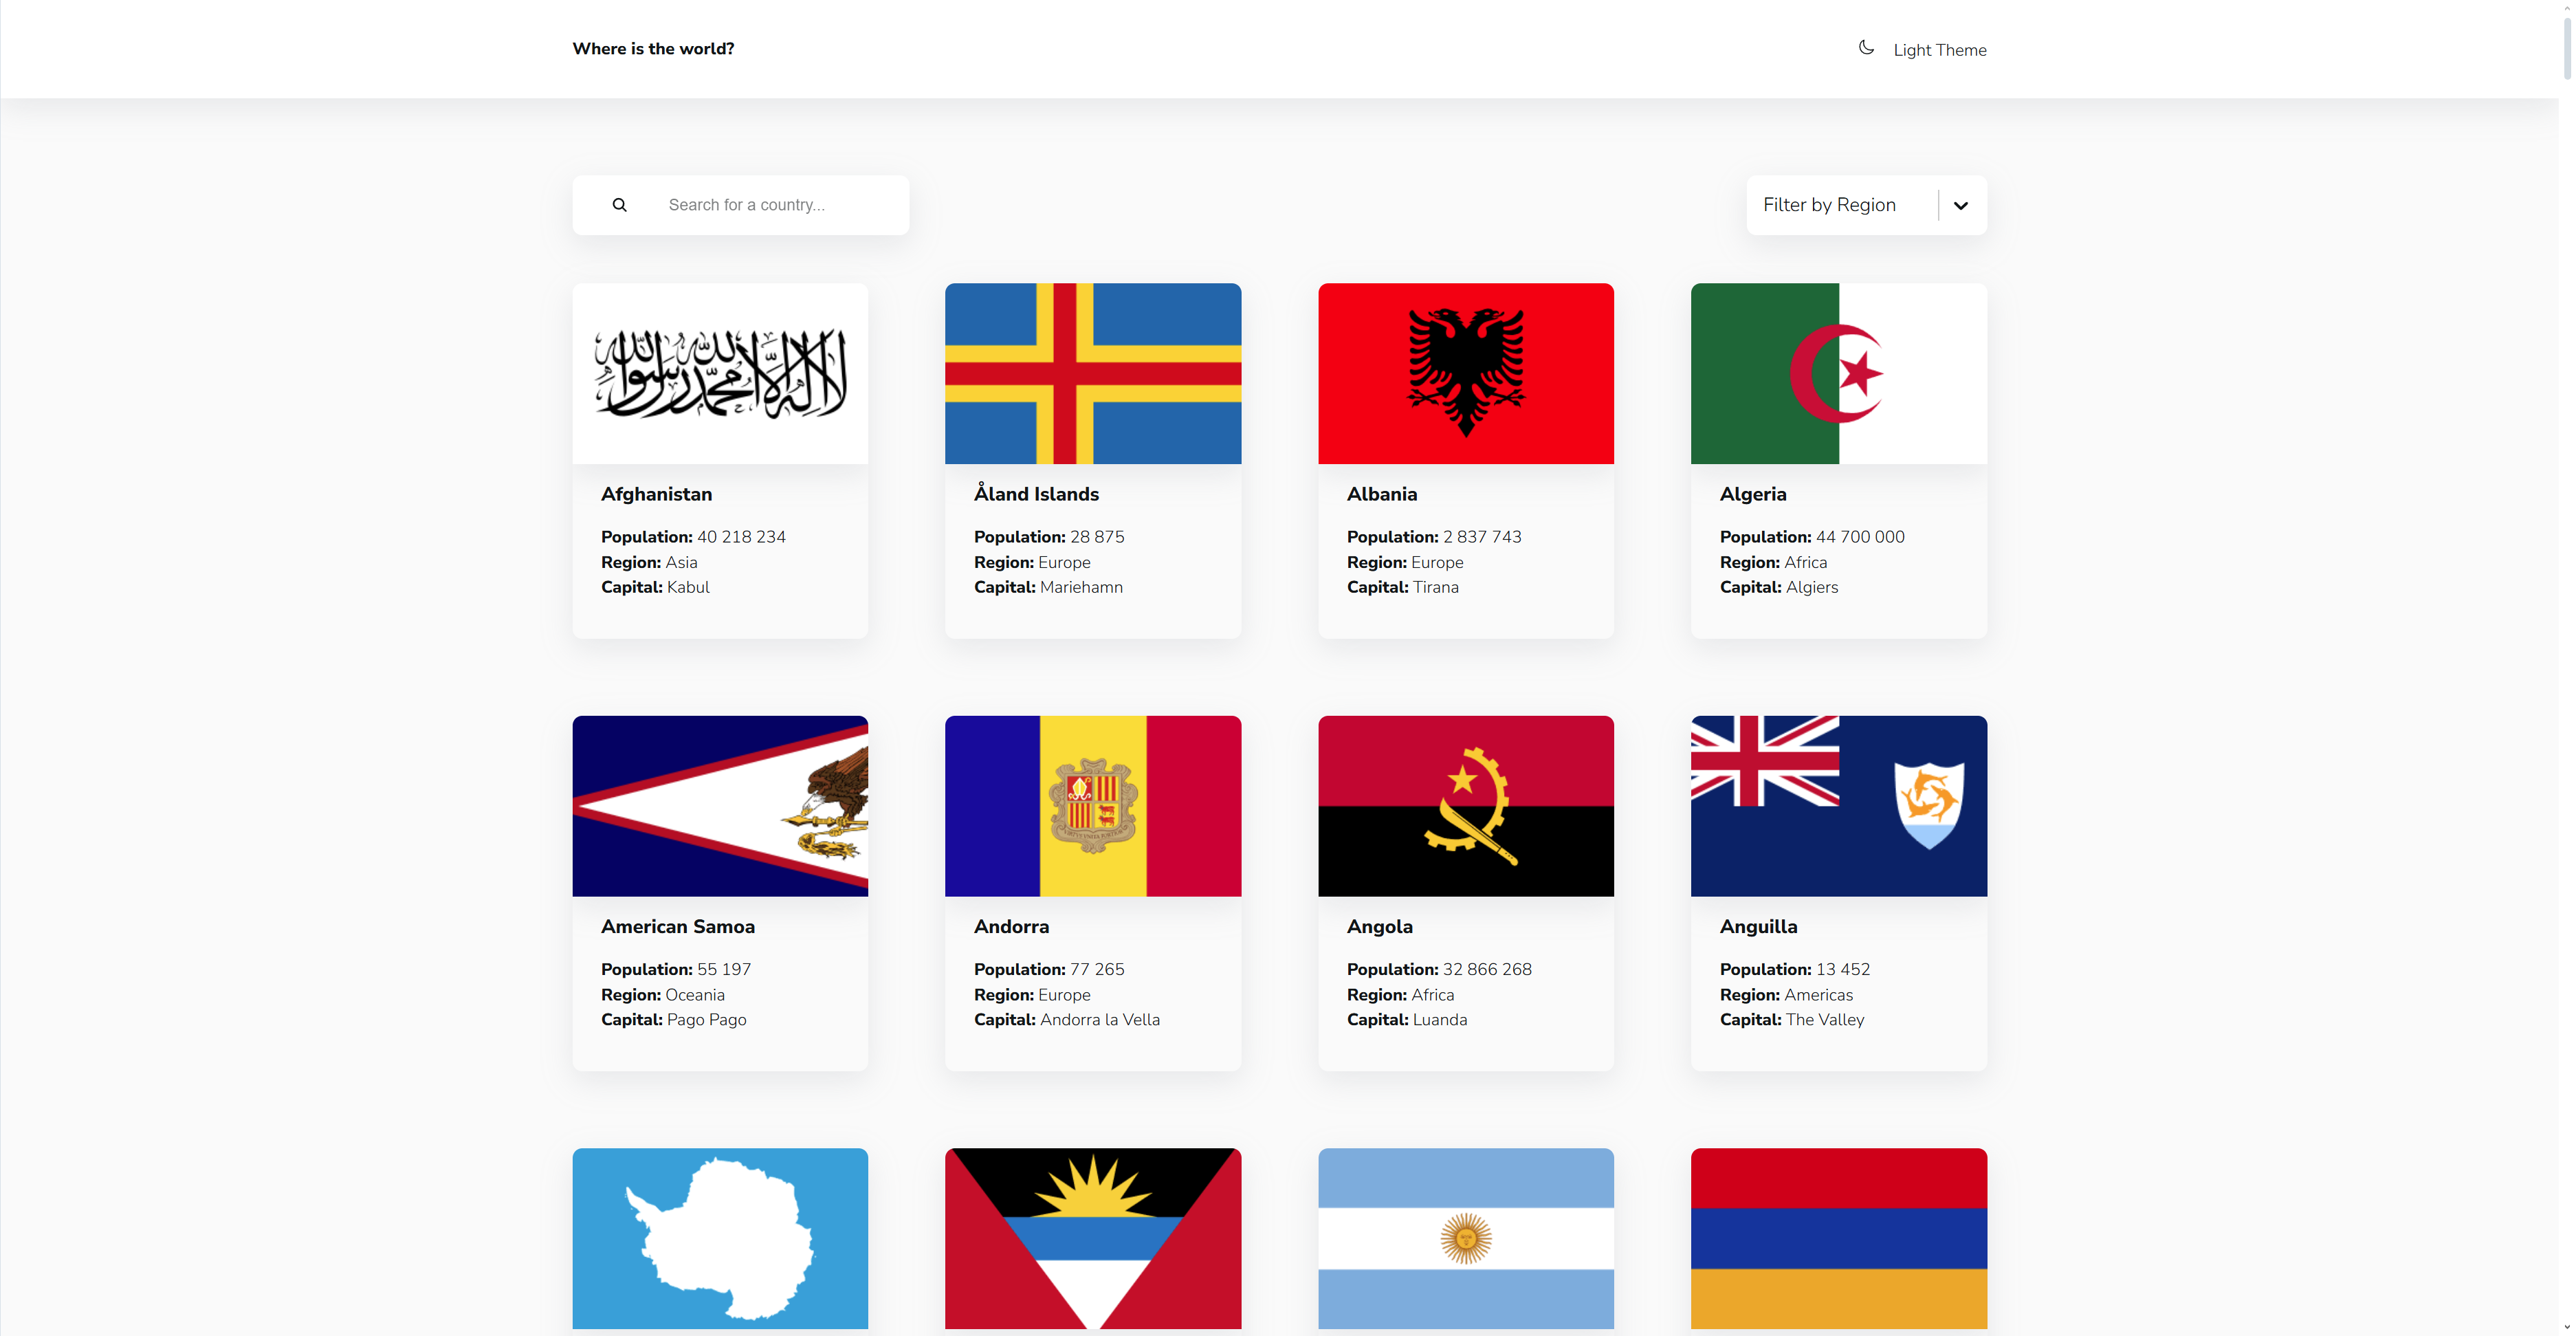 Where is the world?
Light Theme
Search for a country...
Filter by Region
لا إله إلا الله محمد رسول الله
Afghanistan
Population: 40 218 234
Region: Asia
Capital: Kabul
Åland Islands
Population: 28 875
Region: Europe
Capital: Mariehamn
Albania
Population: 2 837 743
Region: Europe
Capital: Tirana
Algeria
Population: 44 700 000
Region: Africa
Capital: Algiers
American Samoa
Population: 55 197
Region: Oceania
Capital: Pago Pago
Andorra
Population: 77 265
Region: Europe
Capital: Andorra la Vella
Angola
Population: 32 866 268
Region: Africa
Capital: Luanda
Anguilla
Population: 13 452
Region: Americas
Capital: The Valley